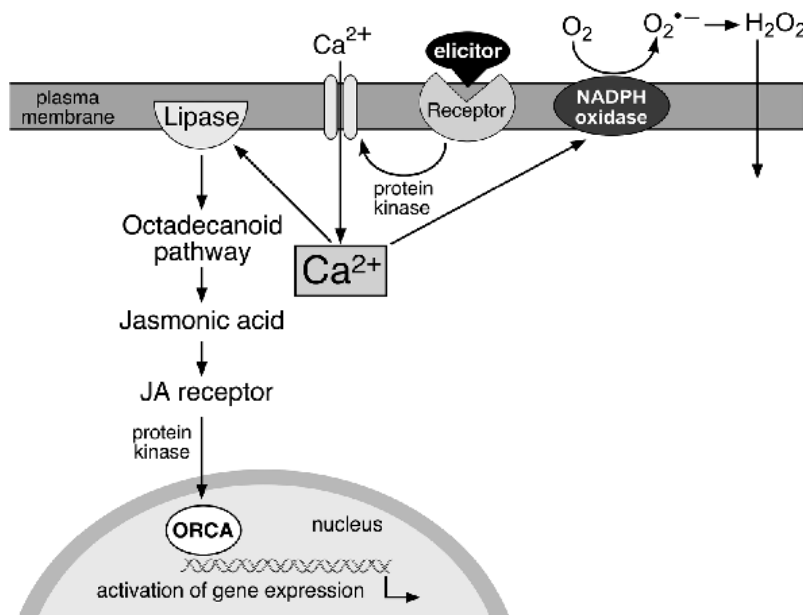 Ca²⁺
elicitor
O₂
O₂•−
H₂O₂
plasma
membrane
Lipase
Receptor
NADPH
oxidase
protein
kinase
Octadecanoid
pathway
Ca²⁺
Jasmonic acid
JA receptor
protein
kinase
ORCA
nucleus
activation of gene expression